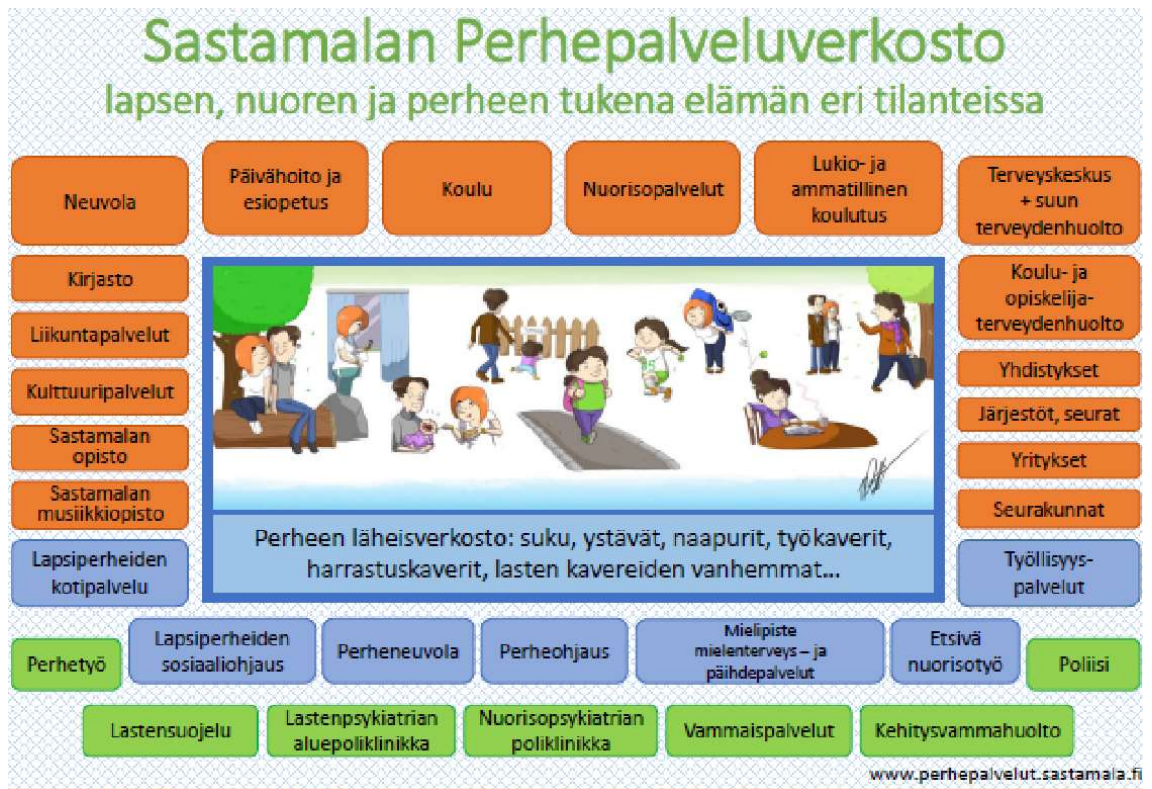 Sastamalan Perhepalveluverkosto
lapsen, nuoren ja perheen tukena elämän eri tilanteissa
Neuvola
Päivähoito ja
esiopetus
Koulu
Nuorisopalvelut
Lukio- ja
ammatillinen
koulutus
Terveyskeskus
+ suun
terveydenhuolto
Kirjasto
Liikuntapalvelut
Kulttuuripalvelut
Sastamalan
opisto
Sastamalan
musiikkiopisto
Lapsiperheiden
kotipalvelu
Koulu- ja
opiskelija-
terveydenhuolto
Yhdistykset
Järjestöt, seurat
Yritykset
Seurakunnat
Työllisyys-
palvelut
Perheen läheisverkosto: suku, ystävät, naapurit, työkaverit,
harrastuskaverit, lasten kavereiden vanhemmat...
Perhetyö
Lapsiperheiden
sosiaaliohjaus
Perheneuvola
Perheohjaus
Mielipiste
mielenterveys – ja
päihdepalvelut
Etsivä
nuorisotyö
Poliisi
Lastensuojelu
Lastenpsykiatrian
aluepoliklinikka
Nuorisopsykiatrian
poliklinikka
Vammaispalvelut
Kehitysvammahuolto
www.perhepalvelut.sastamala.fi